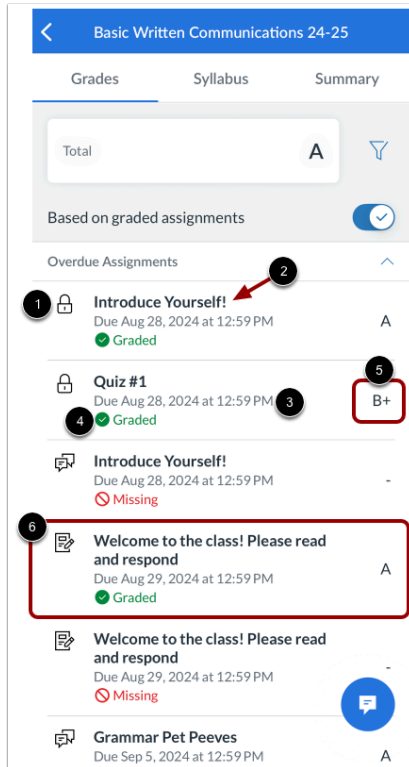 Basic Written Communications 24-25
Grades Syllabus Summary
Total A
Based on graded assignments
Overdue Assignments
2
1 Introduce Yourself!
Due Aug 28, 2024 at 12:59 PM A
Graded
5
Quiz #1
Due Aug 28, 2024 at 12:59 PM 3 B+
4 Graded
Introduce Yourself!
Due Aug 28, 2024 at 12:59 PM -
Missing
6
Welcome to the class! Please read
and respond
Due Aug 29, 2024 at 12:59 PM A
Graded
Welcome to the class! Please read
and respond
Due Aug 29, 2024 at 12:59 PM -
Missing
Grammar Pet Peeves
Due Sep 5, 2024 at 12:59 PM A